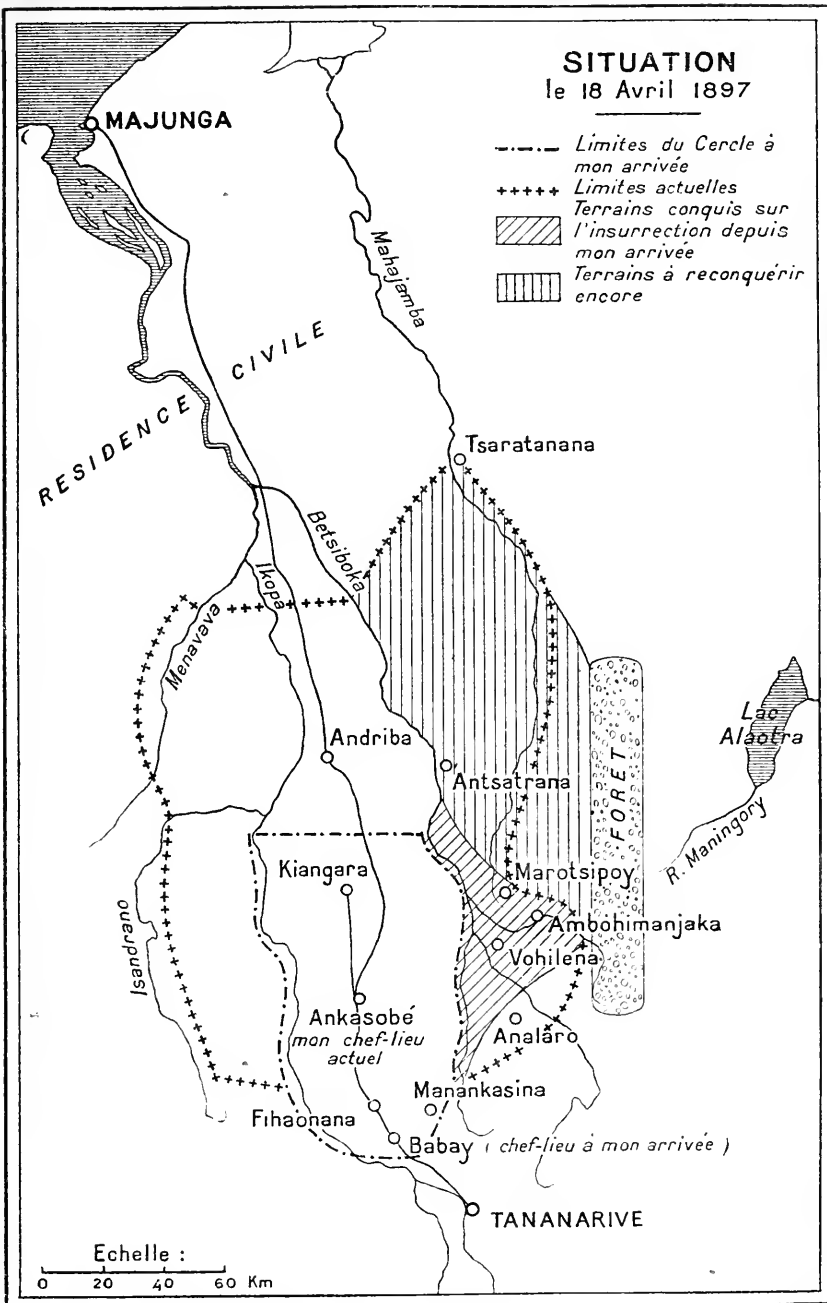 SITUATION
le 18 Avril 1897
Limites du Cercle à
mon arrivée
Limites actuelles
Terrains conquis sur
l'insurrection depuis
mon arrivée
Terrains à reconquérir
encore
MAJUNGA
Mahajamba
RESIDENCE CIVILE
Tsaratanana
Betsiboka
Ikopa
Menavava
Lac
Alaotra
Andriba
Antsatrana
FORET
R. Maningory
Kiangara
Marotsipoy
Isandrano
Ambohimanjaka
Vohilena
Ankasobé
mon chef-lieu
actuel
Analaro
Manankasina
Fihaonana
Babay (chef-lieu à mon arrivée)
TANANARIVE
Echelle :
0 20 40 60 Km